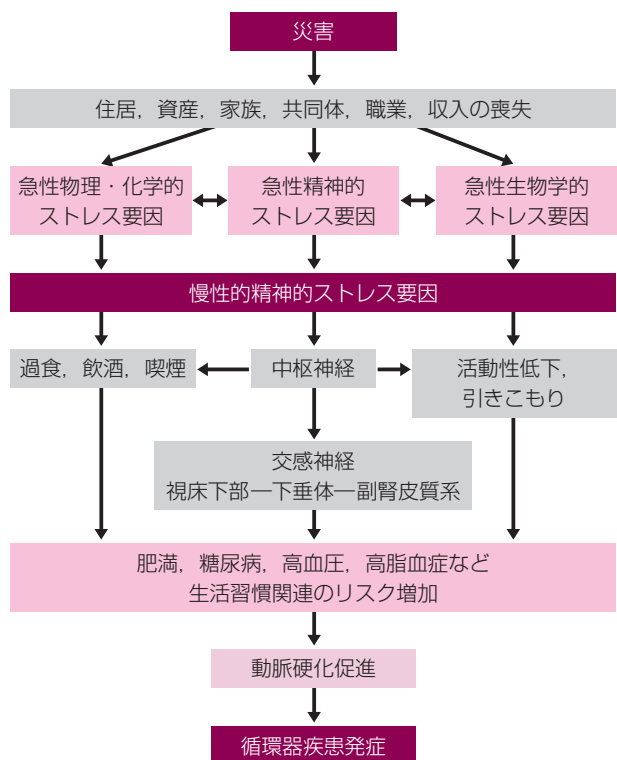 災害
住居，資産，家族，共同体，職業，収入の喪失
急性物理・化学的
ストレス要因
急性精神的
ストレス要因
急性生物学的
ストレス要因
慢性的精神的ストレス要因
過食，飲酒，喫煙
中枢神経
活動性低下，
引きこもり
交感神経
視床下部―下垂体―副腎皮質系
肥満，糖尿病，高血圧，高脂血症など
生活習慣関連のリスク増加
動脈硬化促進
循環器疾患発症